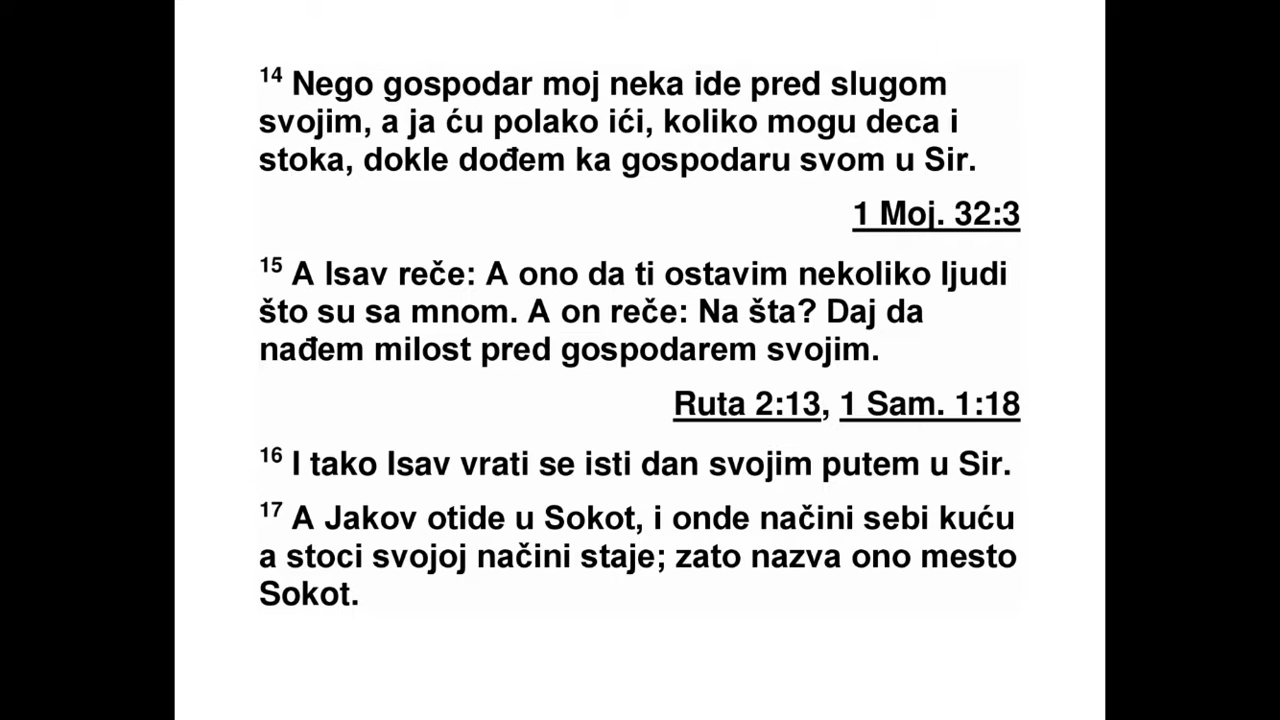 14 Nego gospodar moj neka ide pred slugom
svojim, a ja ću polako ići, koliko mogu deca i
stoka, dokle dođem ka gospodaru svom u Sir.
1 Moj. 32:3
15 A Isav reče: A ono da ti ostavim nekoliko ljudi
što su sa mnom. A on reče: Na šta? Daj da
nađem milost pred gospodarem svojim.
Ruta 2:13, 1 Sam. 1:18
16 I tako Isav vrati se isti dan svojim putem u Sir.
17 A Jakov otide u Sokot, i onde načini sebi kuću
a stoci svojoj načini staje; zato nazva ono mesto
Sokot.